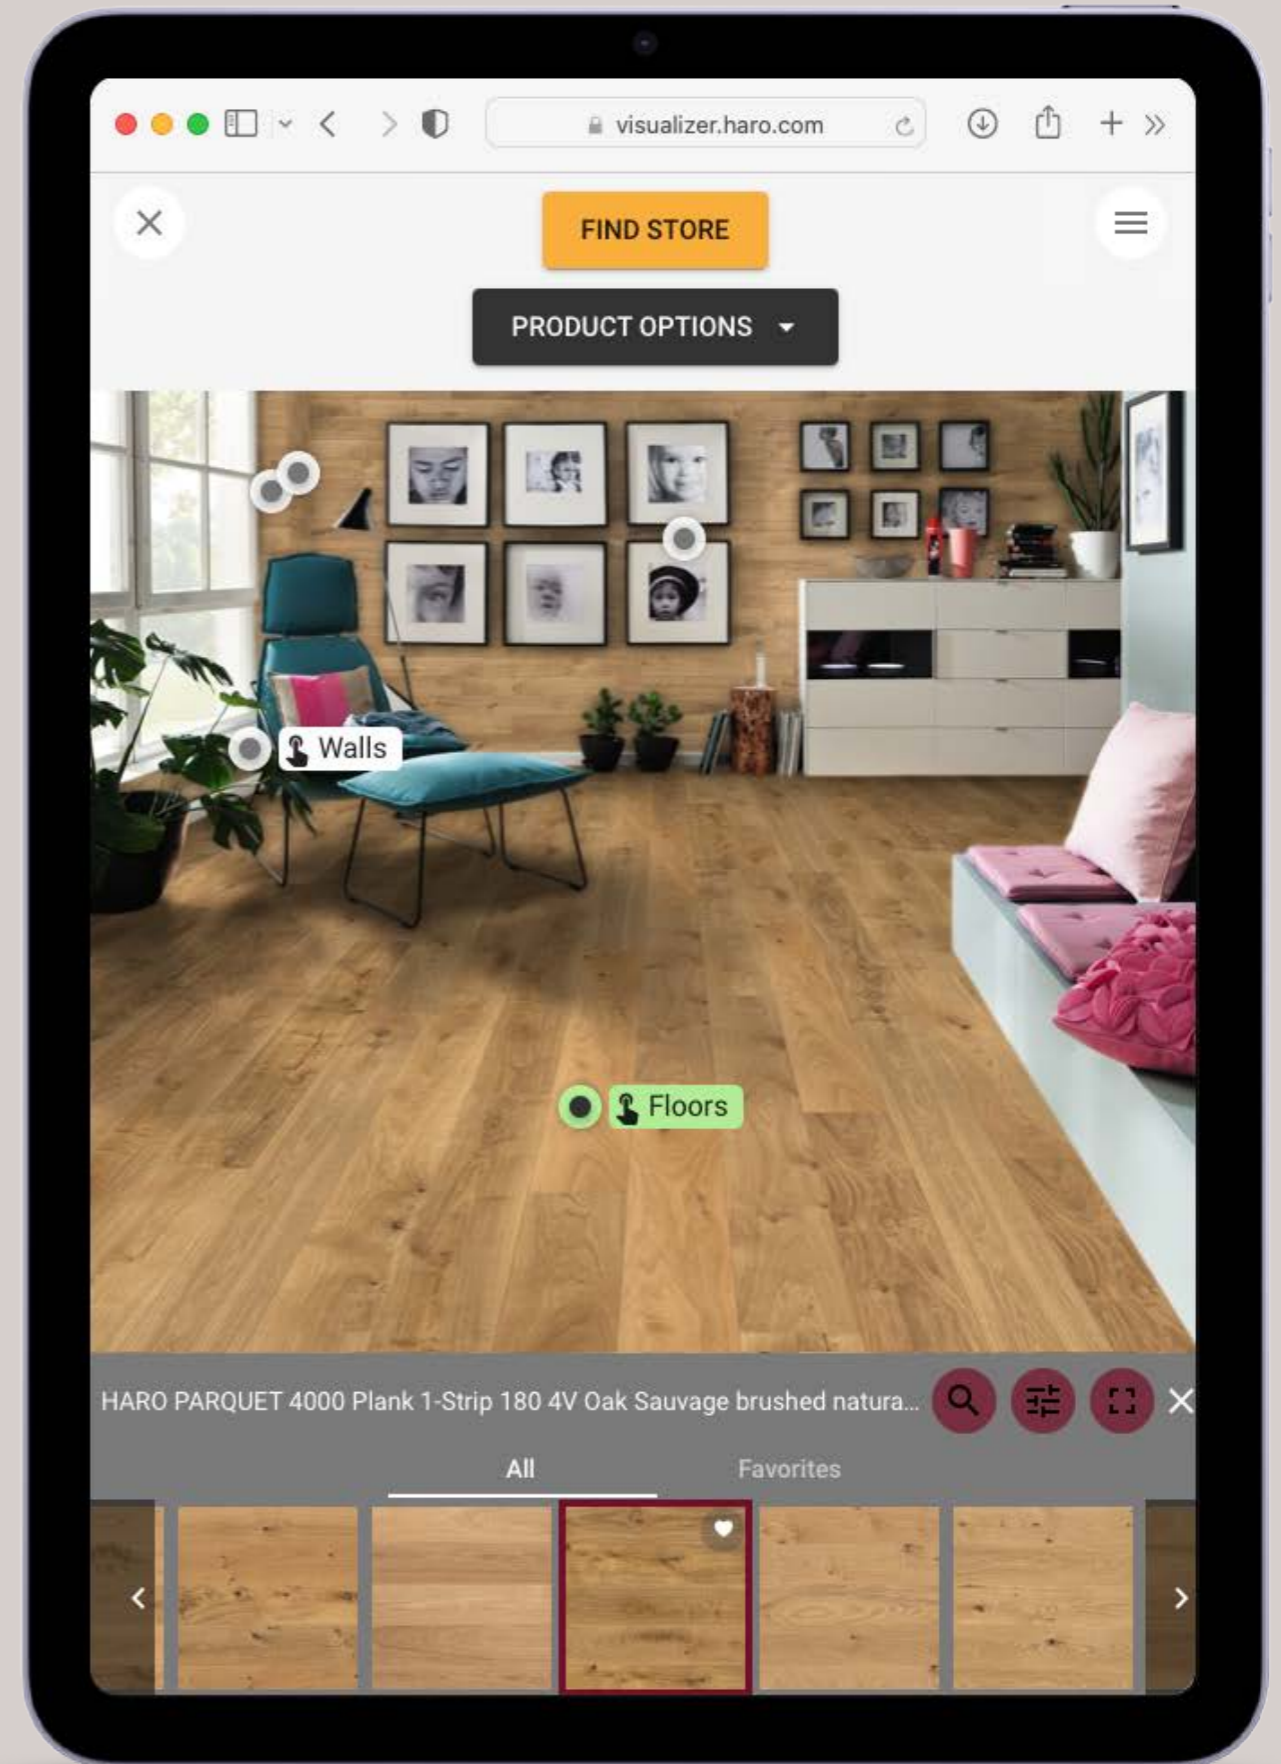 visualizer.haro.com
FIND STORE
PRODUCT OPTIONS
Walls
Floors
HARO PARQUET 4000 Plank 1-Strip 180 4V Oak Sauvage brushed natura...
All
Favorites